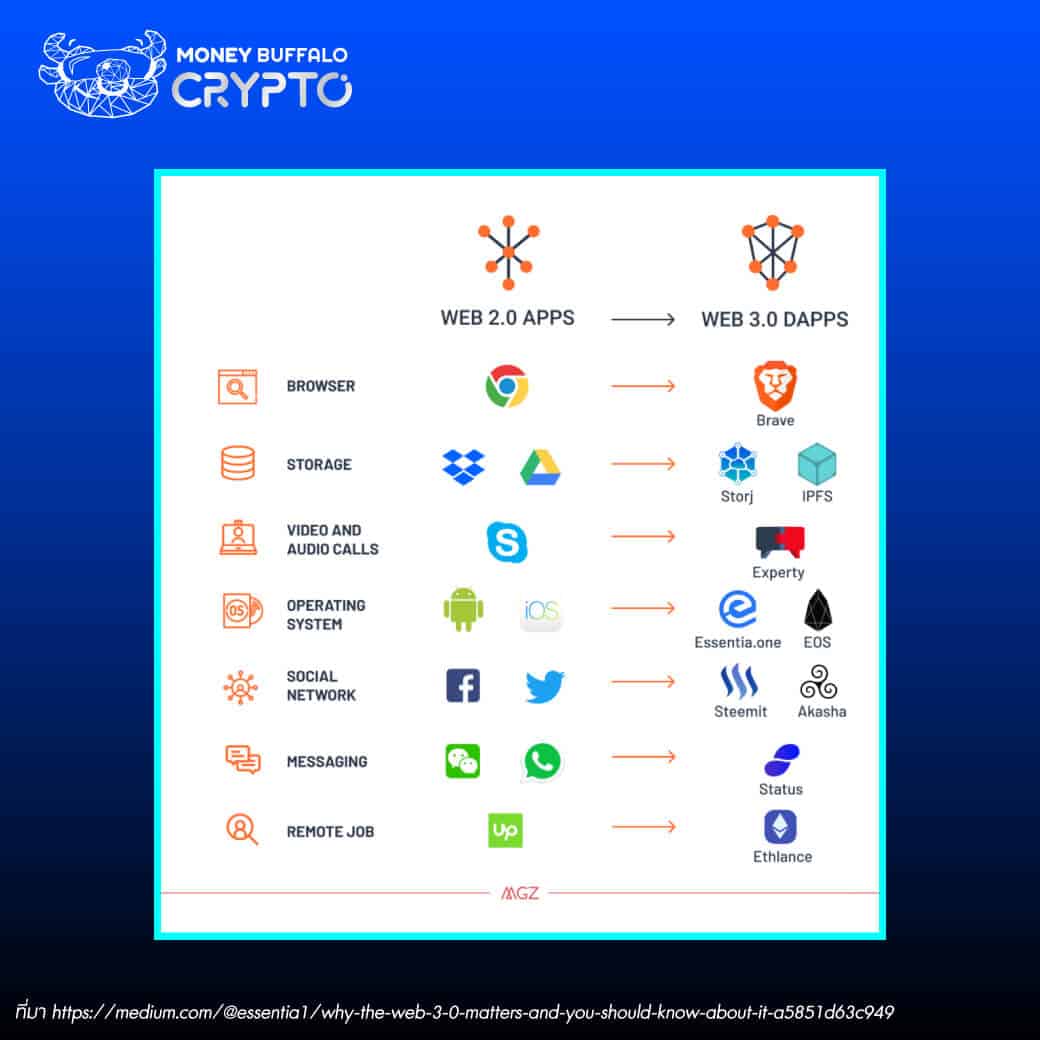 MONEY BUFFALO
CRYPTO
WEB 2.0 APPS
WEB 3.0 DAPPS
BROWSER
Brave
STORAGE
Storj
IPFS
VIDEO AND
AUDIO CALLS
S
Experty
OS
OPERATING
SYSTEM
iOS
Essentia.one
EOS
SOCIAL
NETWORK
f
Steemit
Akasha
MESSAGING
Status
REMOTE JOB
Up
Ethlance
MGZ
ที่มา https://medium.com/@essentia1/why-the-web-3-0-matters-and-you-should-know-about-it-a5851d63c949